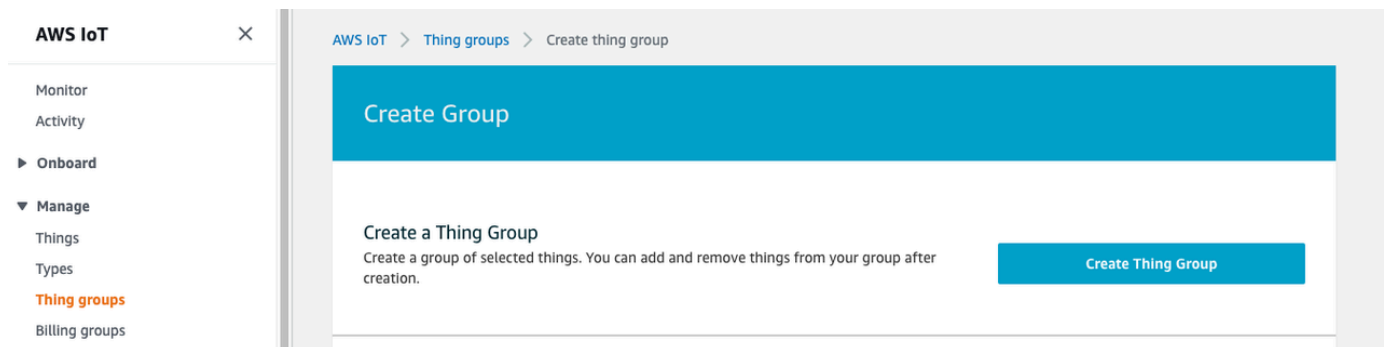 AWS IoT
Monitor
Activity
Onboard
Manage
Things
Types
Thing groups
Billing groups
AWS IoT > Thing groups > Create thing group
Create Group
Create a Thing Group
Create a group of selected things. You can add and remove things from your group after
creation.
Create Thing Group